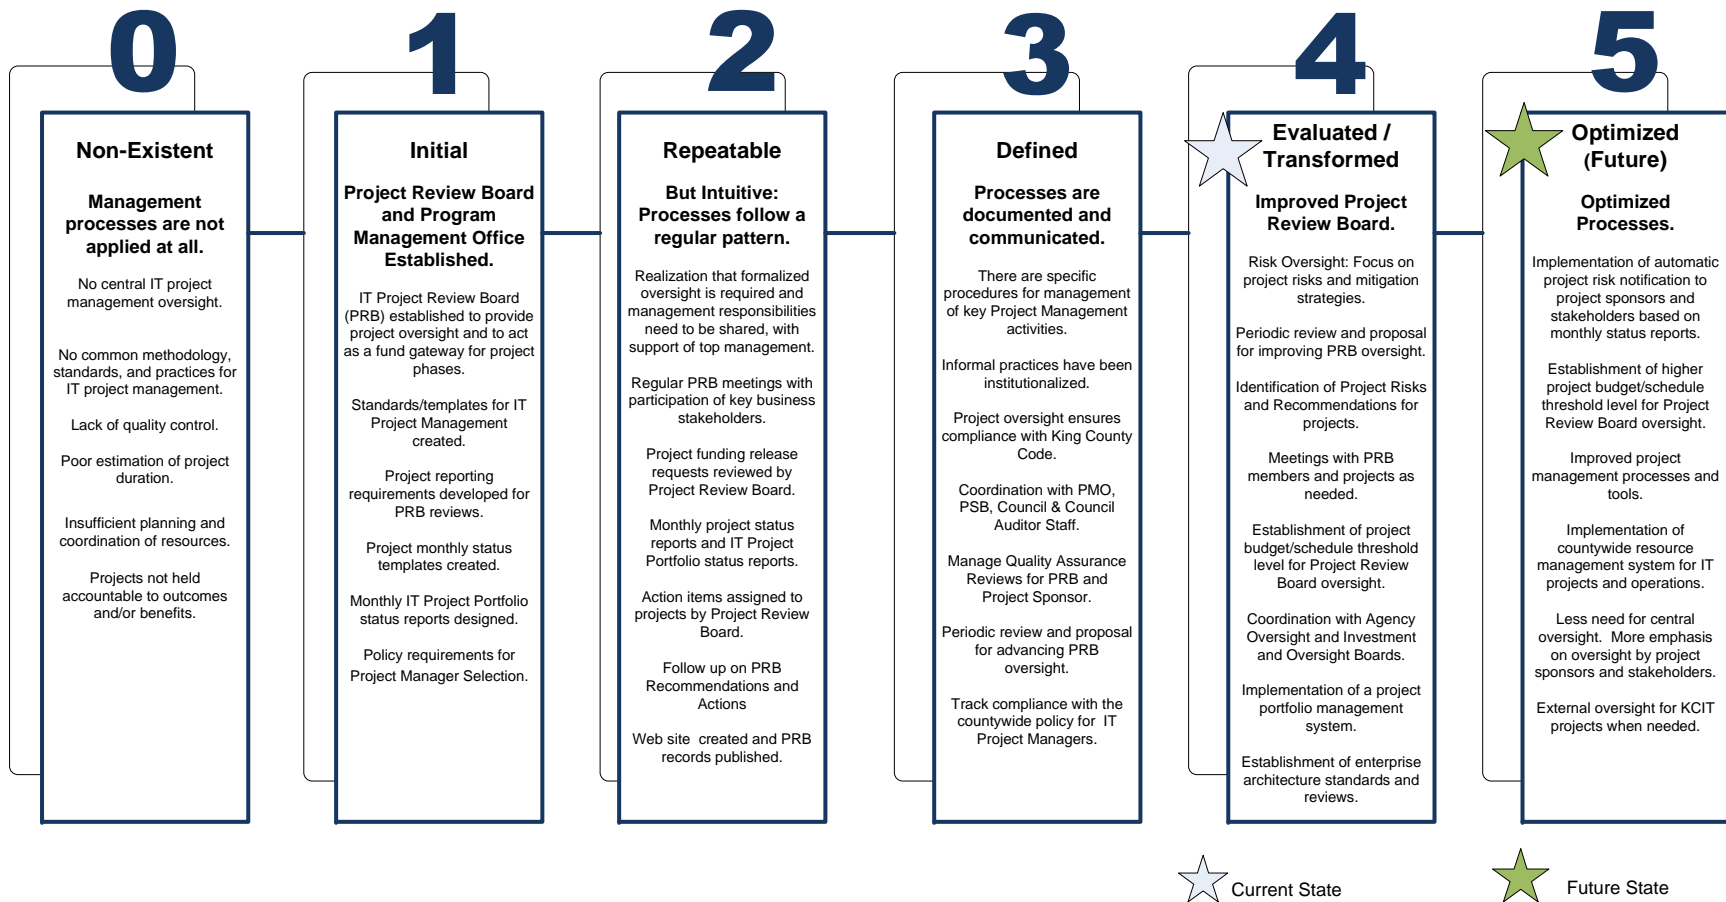 0
Non-Existent
Management
processes are not
applied at all.
No central IT project
management oversight.
No common methodology,
standards, and practices for
IT project management.
Lack of quality control.
Poor estimation of project
duration.
Insufficient planning and
coordination of resources.
Projects not held
accountable to outcomes
and/or benefits.
1
Initial
Project Review Board
and Program
Management Office
Established.
IT Project Review Board
(PRB) established to provide
project oversight and to act
as a fund gateway for project
phases.
Standards/templates for IT
Project Management
created.
Project reporting
requirements developed for
PRB reviews.
Project monthly status
templates created.
Monthly IT Project Portfolio
status reports designed.
Policy requirements for
Project Manager Selection.
2
Repeatable
But Intuitive:
Processes follow a
regular pattern.
Realization that formalized
oversight is required and
management responsibilities
need to be shared, with
support of top management.
Regular PRB meetings with
participation of key business
stakeholders.
Project funding release
requests reviewed by
Project Review Board.
Monthly project status
reports and IT Project
Portfolio status reports.
Action items assigned to
projects by Project Review
Board.
Follow up on PRB
Recommendations and
Actions
Web site created and PRB
records published.
3
Defined
Processes are
documented and
communicated.
There are specific
procedures for management
of key Project Management
activities.
Informal practices have been
institutionalized.
Project oversight ensures
compliance with King County
Code.
Coordination with PMO,
PSB, Council & Council
Auditor Staff.
Manage Quality Assurance
Reviews for PRB and
Project Sponsor.
Periodic review and proposal
for advancing PRB
oversight.
Track compliance with the
countywide policy for IT
Project Managers.
4
Evaluated /
Transformed
Improved Project
Review Board.
Risk Oversight: Focus on
project risks and mitigation
strategies.
Periodic review and proposal
for improving PRB oversight.
Identification of Project Risks
and Recommendations for
projects.
Meetings with PRB
members and projects as
needed.
Establishment of project
budget/schedule threshold
level for Project Review
Board oversight.
Coordination with Agency
Oversight and Investment
and Oversight Boards.
Implementation of a project
portfolio management
system.
Establishment of enterprise
architecture standards and
reviews.
5
Optimized
(Future)
Optimized
Processes.
Implementation of automatic
project risk notification to
project sponsors and
stakeholders based on
monthly status reports.
Establishment of higher
project budget/schedule
threshold level for Project
Review Board oversight.
Improved project
management processes and
tools.
Implementation of
countywide resource
management system for IT
projects and operations.
Less need for central
oversight. More emphasis
on oversight by project
sponsors and stakeholders.
External oversight for KCIT
projects when needed.
Current State
Future State